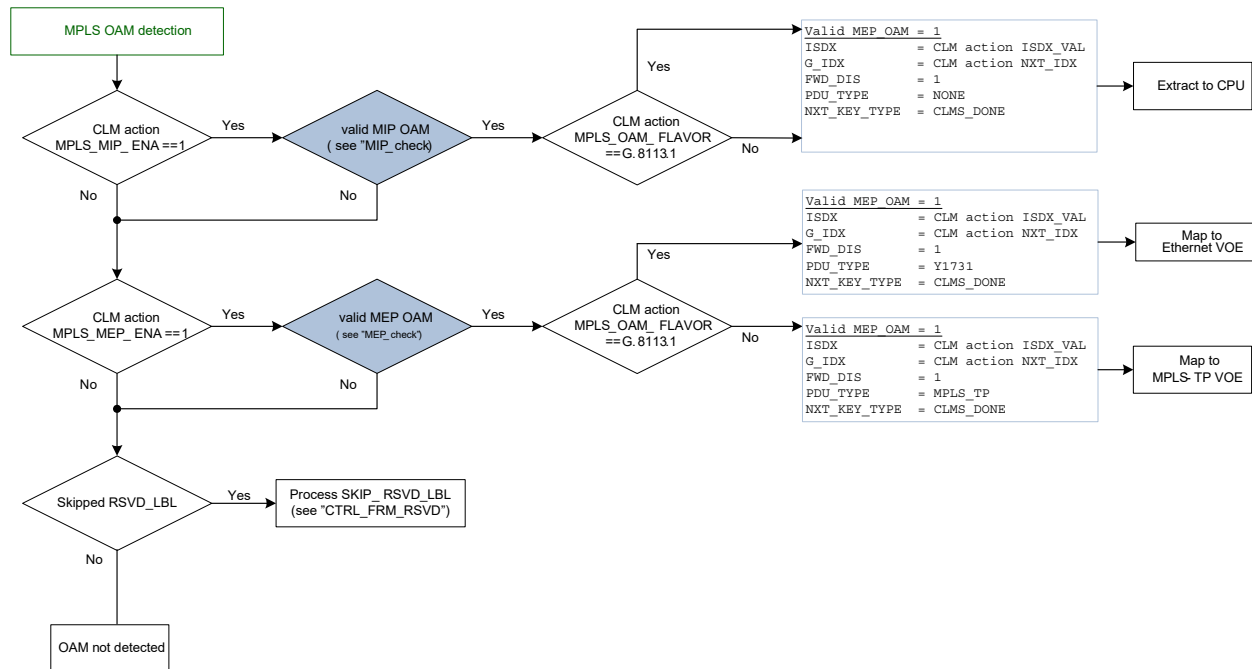 MPLS OAM detection
CLM action
MPLS_MIP_ ENA ==1
Yes
No
valid MIP OAM
( see "MIP_check)
Yes
No
CLM action
MPLS_OAM_ FLAVOR
==G. 8113.1
Yes
No
Valid MEP_OAM = 1
ISDX = CLM action ISDX_VAL
G_IDX = CLM action NXT_IDX
FWD_DIS = 1
PDU_TYPE = NONE
NXT_KEY_TYPE = CLMS_DONE
Extract to CPU
CLM action
MPLS_MEP_ ENA ==1
Yes
No
valid MEP OAM
( see "MEP_check")
Yes
No
CLM action
MPLS_OAM_ FLAVOR
==G. 8113.1
Yes
No
Valid MEP_OAM = 1
ISDX = CLM action ISDX_VAL
G_IDX = CLM action NXT_IDX
FWD_DIS = 1
PDU_TYPE = Y1731
NXT_KEY_TYPE = CLMS_DONE
Map to
Ethernet VOE
Valid MEP_OAM = 1
ISDX = CLM action ISDX_VAL
G_IDX = CLM action NXT_IDX
FWD_DIS = 1
PDU_TYPE = MPLS_TP
NXT_KEY_TYPE = CLMS_DONE
Map to
MPLS- TP VOE
Skipped RSVD_LBL
Yes
No
Process SKIP_ RSVD_LBL
(see "CTRL_FRM_RSVD")
OAM not detected